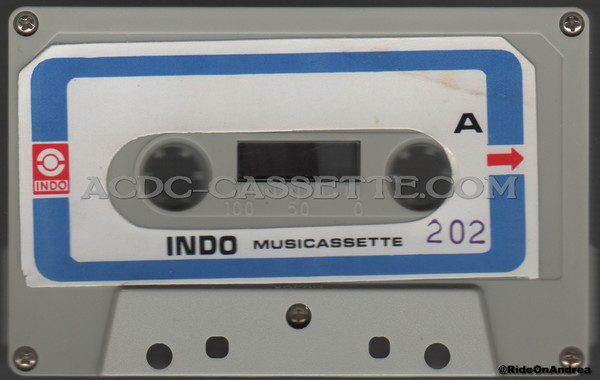 A
INDO
ACDC-CASSETTE.COM
100 50 0
INDO MUSICASSETTE 202
@RideOnAndrea